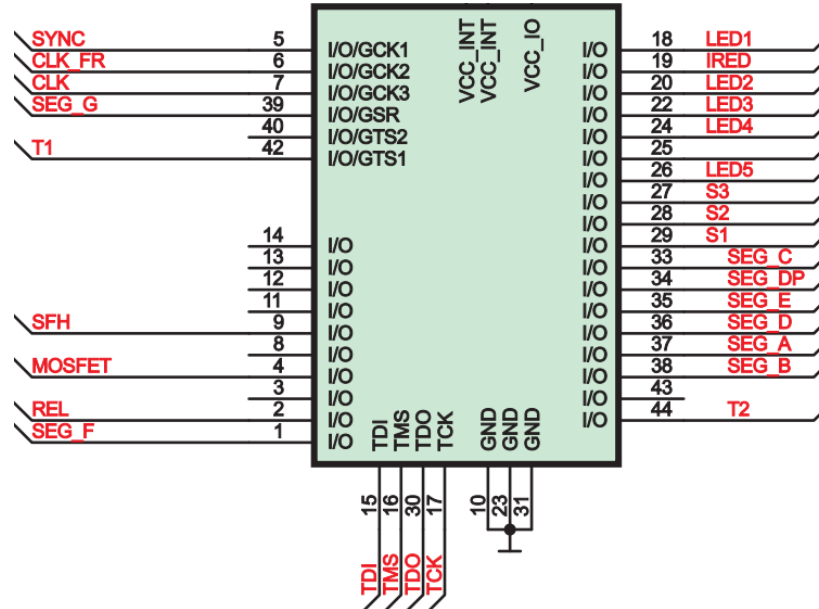 SYNC 5 I/O/GCK1
CLK_FR 6 I/O/GCK2
CLK 7 I/O/GCK3
SEG_G 39 I/O/GSR
40 I/O/GTS2
T1 42 I/O/GTS1
14 I/O
13 I/O
12 I/O
11 I/O
SFH 9 I/O
8 I/O
MOSFET 4 I/O
3 I/O
REL 2 I/O
SEG_F 1 I/O
VCC_INT
VCC_INT
VCC_IO
I/O 18 LED1
I/O 19 IRED
I/O 20 LED2
I/O 22 LED3
I/O 24 LED4
I/O 25
I/O 26 LED5
I/O 27 S3
I/O 28 S2
I/O 29 S1
I/O 33 SEG_C
I/O 34 SEG_DP
I/O 35 SEG_E
I/O 36 SEG_D
I/O 37 SEG_A
I/O 38 SEG_B
I/O 43
I/O 44 T2
TDI 15 TDI
TMS 16 TMS
TDO 30 TDO
TCK 17 TCK
GND 10
GND 23
GND 31